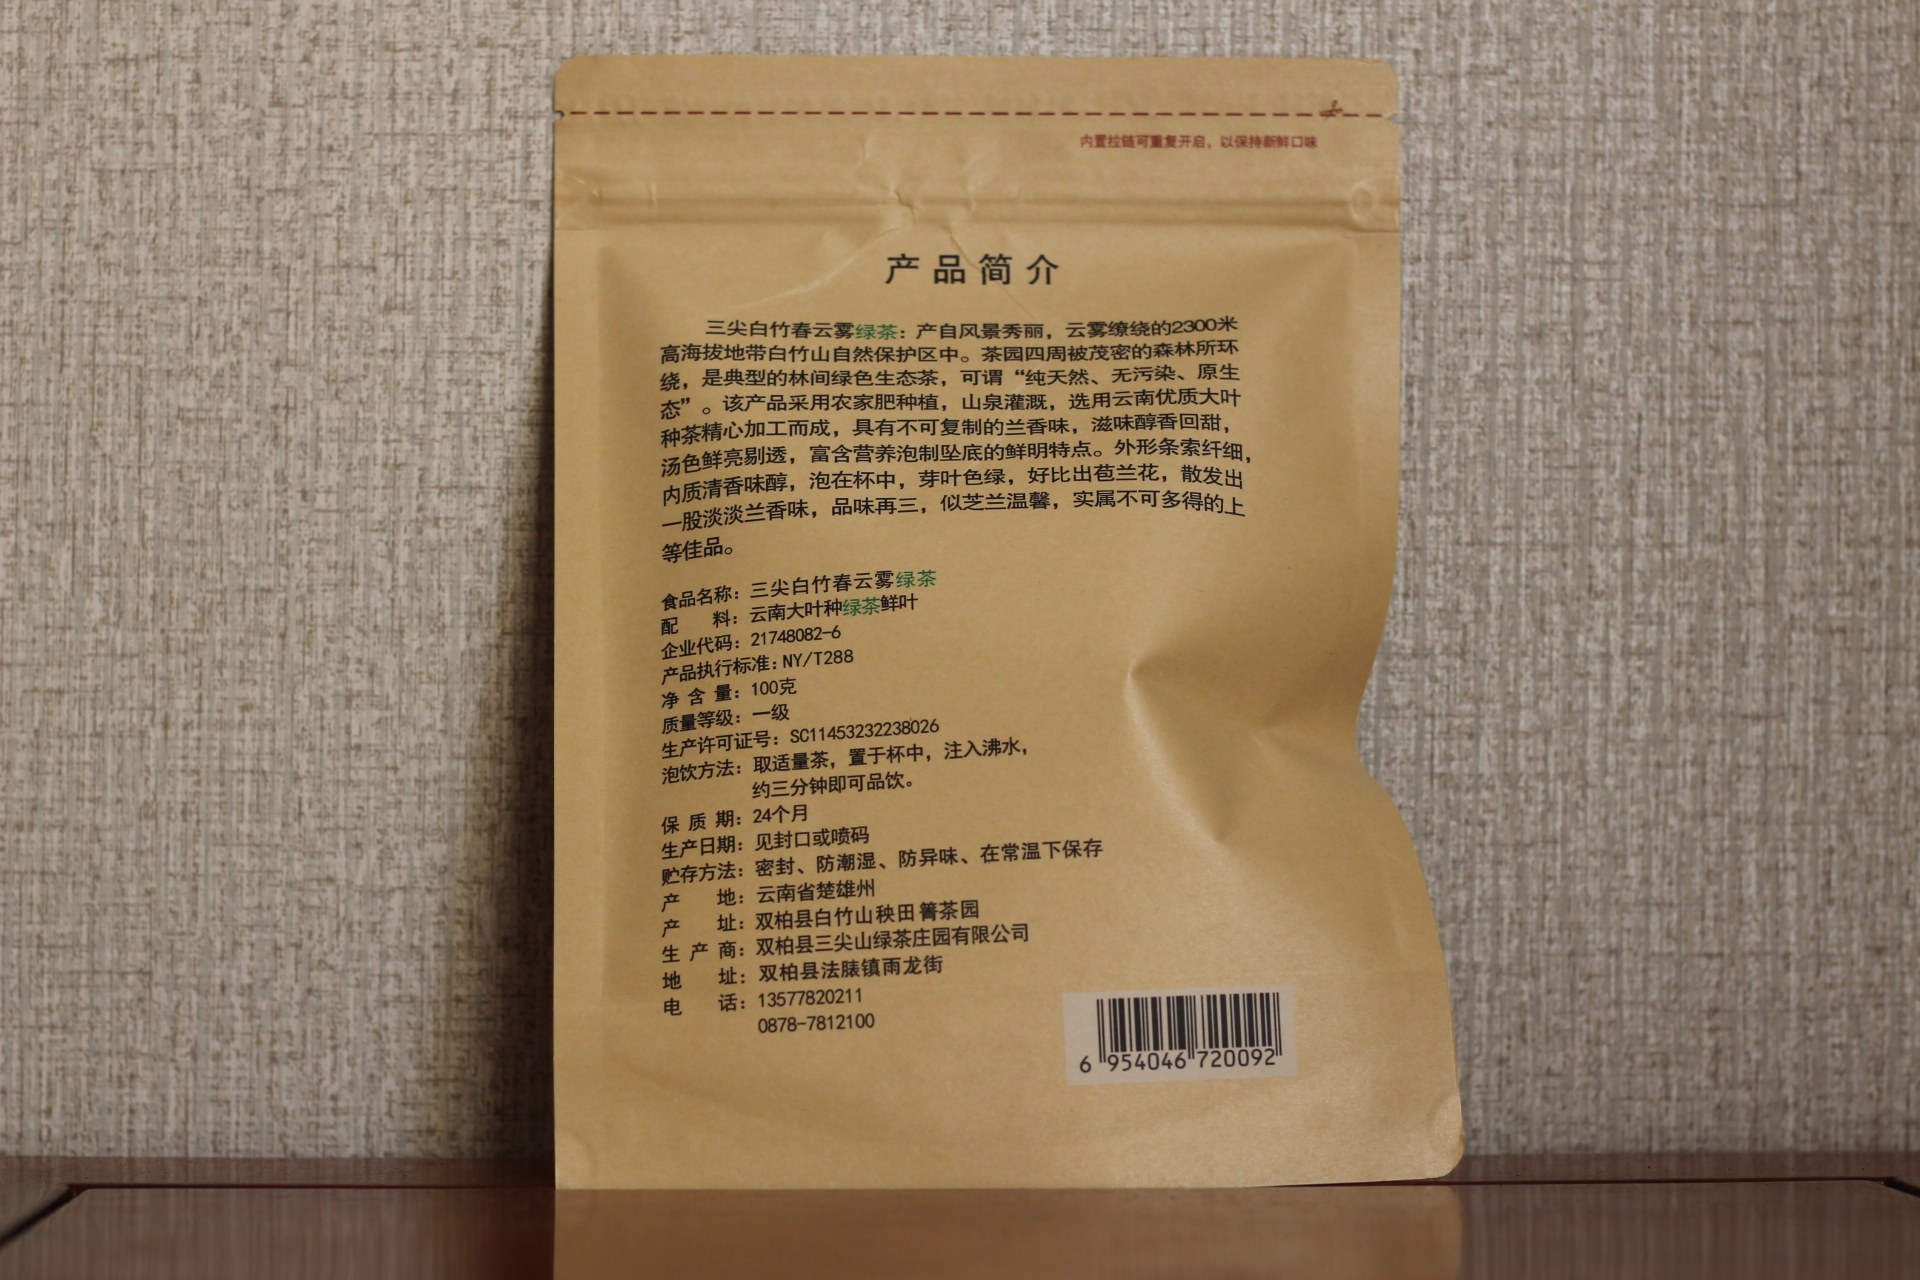 内置拉链可重复开启，以保持新鲜口味
产品简介
三尖白竹春云雾绿茶：产自风景秀丽，云雾缭绕的2300米
高海拔地带白竹山自然保护区中。茶园四周被茂密的森林所环
绕，是典型的林间绿色生态茶，可谓“纯天然、无污染、原生
态”。该产品采用农家肥种植，山泉灌溉，选用云南优质大叶
种茶精心加工而成，具有不可复制的兰香味，滋味醇香回甜，
汤色鲜亮剔透，富含营养泡制坠底的鲜明特点。外形条索纤细，
内质清香味醇，泡在杯中，芽叶色绿，好比出苞兰花，散发出
一股淡淡兰香味，品味再三，似芝兰温馨，实属不可多得的上
等佳品。
食品名称：三尖白竹春云雾绿茶
配料：云南大叶种绿茶鲜叶
企业代码：21748082-6
产品执行标准：NY/T288
净含量：100克
质量等级：一级
生产许可证号：SC11453232238026
泡饮方法：取适量茶，置于杯中，注入沸水，
约三分钟即可品饮。
保质期：24个月
生产日期：见封口或喷码
贮存方法：密封、防潮湿、防异味、在常温下保存
产地：云南省楚雄州
产址：双柏县白竹山秧田箐茶园
生产商：双柏县三尖山绿茶庄园有限公司
地址：双柏县法脿镇雨龙街
电话：13577820211
0878-7812100
6 954046 720092